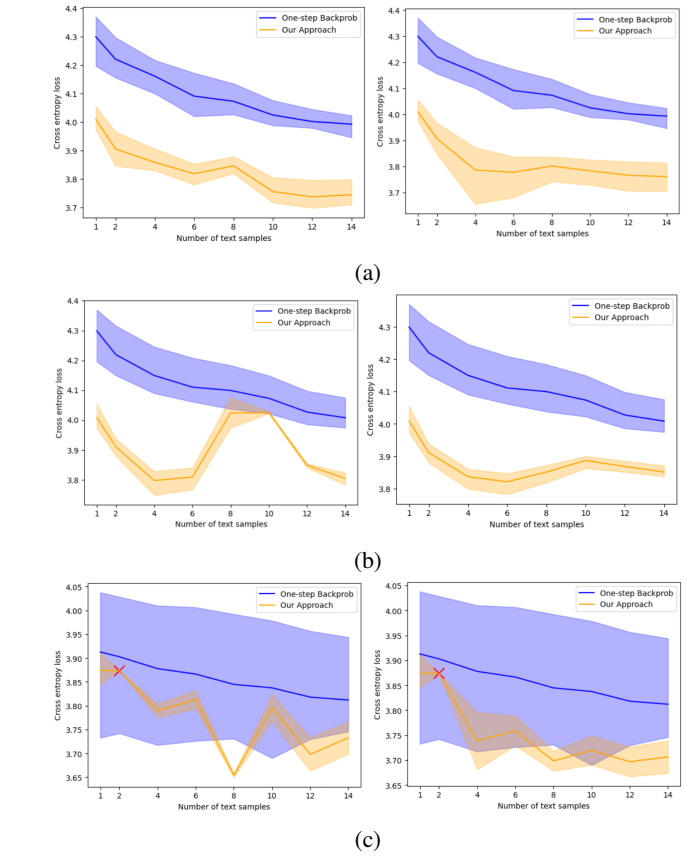 4.4
4.3
4.2
4.1
4.0
3.9
3.8
3.7
Cross entropy loss
One-step Backprob
Our Approach
1 2 4 6 8 10 12 14
Number of text samples
4.4
4.3
4.2
4.1
4.0
3.9
3.8
3.7
Cross entropy loss
One-step Backprob
Our Approach
1 2 4 6 8 10 12 14
Number of text samples
(a)
4.4
4.3
4.2
4.1
4.0
3.9
3.8
Cross entropy loss
One-step Backprob
Our Approach
1 2 4 6 8 10 12 14
Number of text samples
4.3
4.2
4.1
4.0
3.9
3.8
Cross entropy loss
One-step Backprob
Our Approach
1 2 4 6 8 10 12 14
Number of text samples
(b)
4.05
4.00
3.95
3.90
3.85
3.80
3.75
3.70
3.65
Cross entropy loss
One-step Backprob
Our Approach
1 2 4 6 8 10 12 14
Number of text samples
4.05
4.00
3.95
3.90
3.85
3.80
3.75
3.70
3.65
Cross entropy loss
One-step Backprob
Our Approach
1 2 4 6 8 10 12 14
Number of text samples
(c)